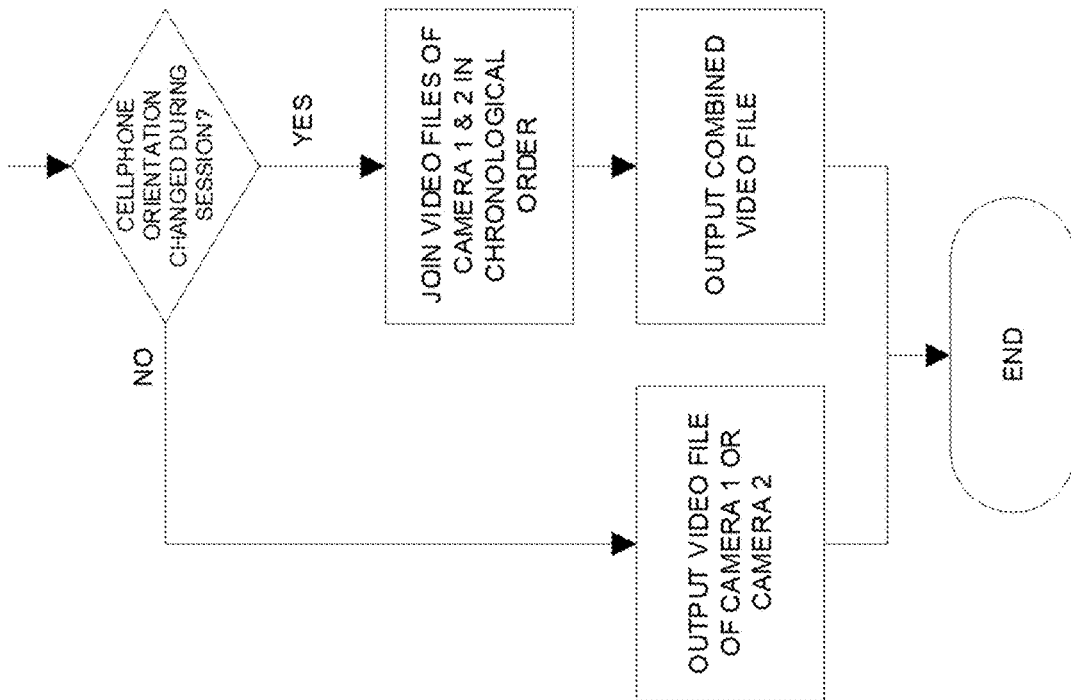 CELLPHONE
ORIENTATION
CHANGED DURING
SESSION?
YES
NO
JOIN VIDEO FILES OF
CAMERA 1 & 2 IN
CHRONOLOGICAL
ORDER
OUTPUT COMBINED
VIDEO FILE
OUTPUT VIDEO FILE
OF CAMERA 1 OR
CAMERA 2
END